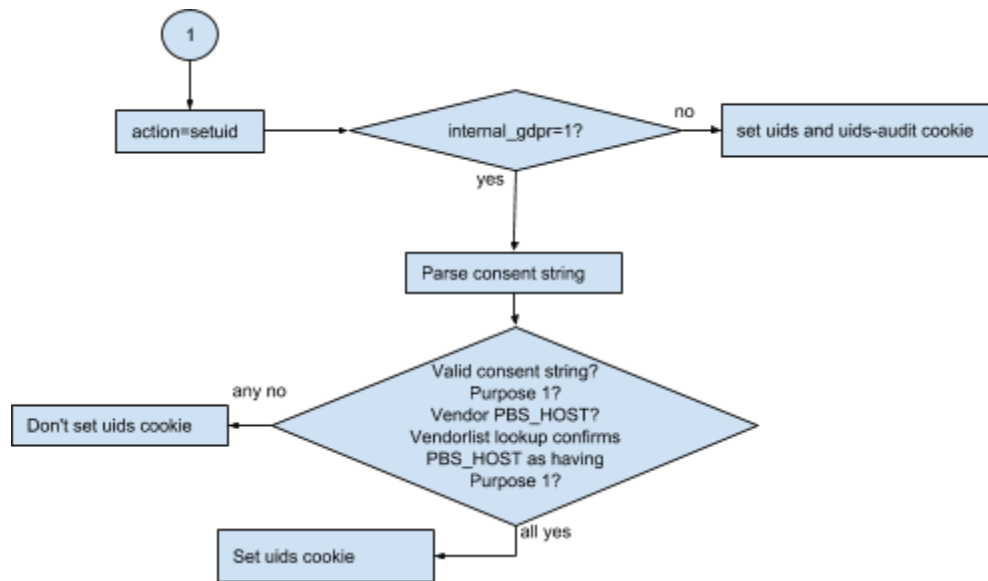 1
action=setuid
internal_gdpr=1?
no
set uids and uids-audit cookie
yes
Parse consent string
Valid consent string?
Purpose 1?
Vendor PBS_HOST?
Vendorlist lookup confirms
PBS_HOST as having
Purpose 1?
any no
Don't set uids cookie
all yes
Set uids cookie